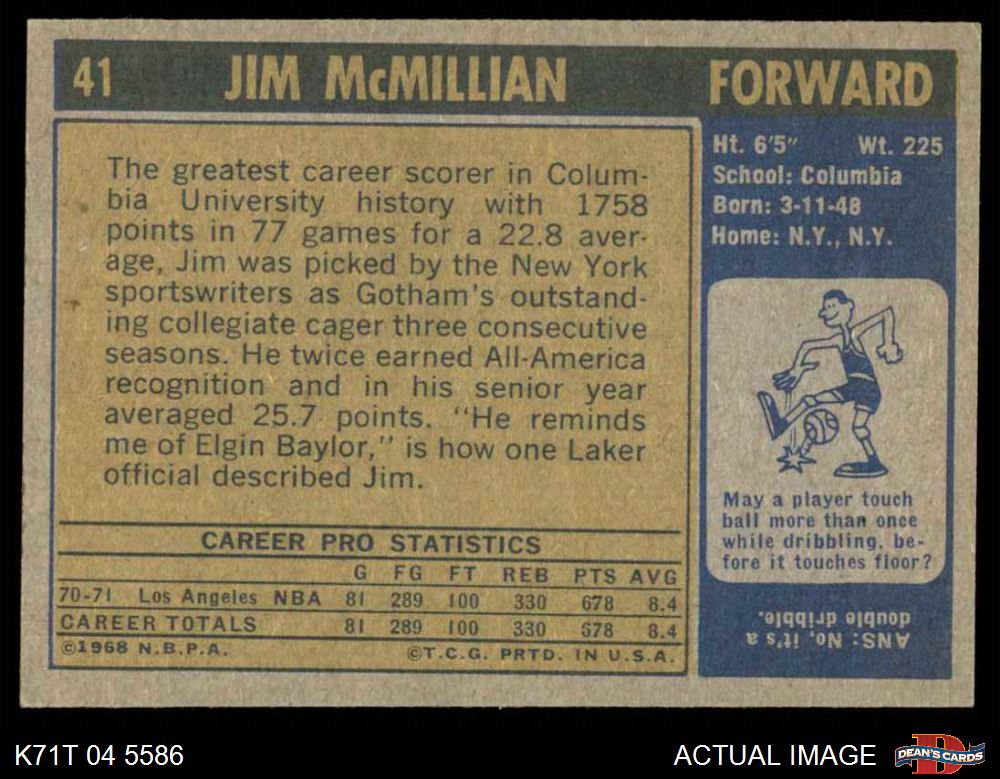 41 JIM McMILLIAN FORWARD
The greatest career scorer in Colum-
bia University history with 1758
points in 77 games for a 22.8 aver-
age, Jim was picked by the New York
sportswriters as Gotham's outstand-
ing collegiate cager three consecutive
seasons. He twice earned All-America
recognition and in his senior year
averaged 25.7 points. "He reminds
me of Elgin Baylor," is how one Laker
official described Jim.
CAREER PRO STATISTICS
G FG FT REB PTS AVG
70-71 Los Angeles NBA 81 289 100 330 678 8.4
CAREER TOTALS 81 289 100 330 678 8.4
©1968 N.B.P.A. ©T.C.G. PRTD. IN U.S.A.
Ht. 6'5" Wt. 225
School: Columbia
Born: 3-11-48
Home: N.Y., N.Y.
May a player touch
ball more than once
while dribbling, be-
fore it touches floor?
ANS: No, it's a
double dribble.
K71T 04 5586 ACTUAL IMAGE
D
DEAN'S CARDS